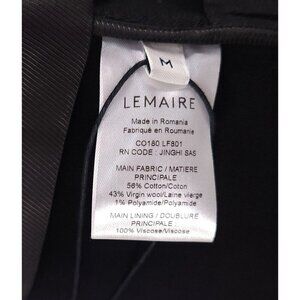 M
LEMAIRE
Made in Romania
Fabriqué en Roumanie
CO180 LF801
RN CODE : JINGHI SAS
MAIN FABRIC / MATIERE
PRINCIPALE :
56% Cotton/Coton
43% Virgin wool/Laine vierge
1% Polyamide/Polyamide
MAIN LINING / DOUBLURE
PRINCIPALE :
100% Viscose/Viscose